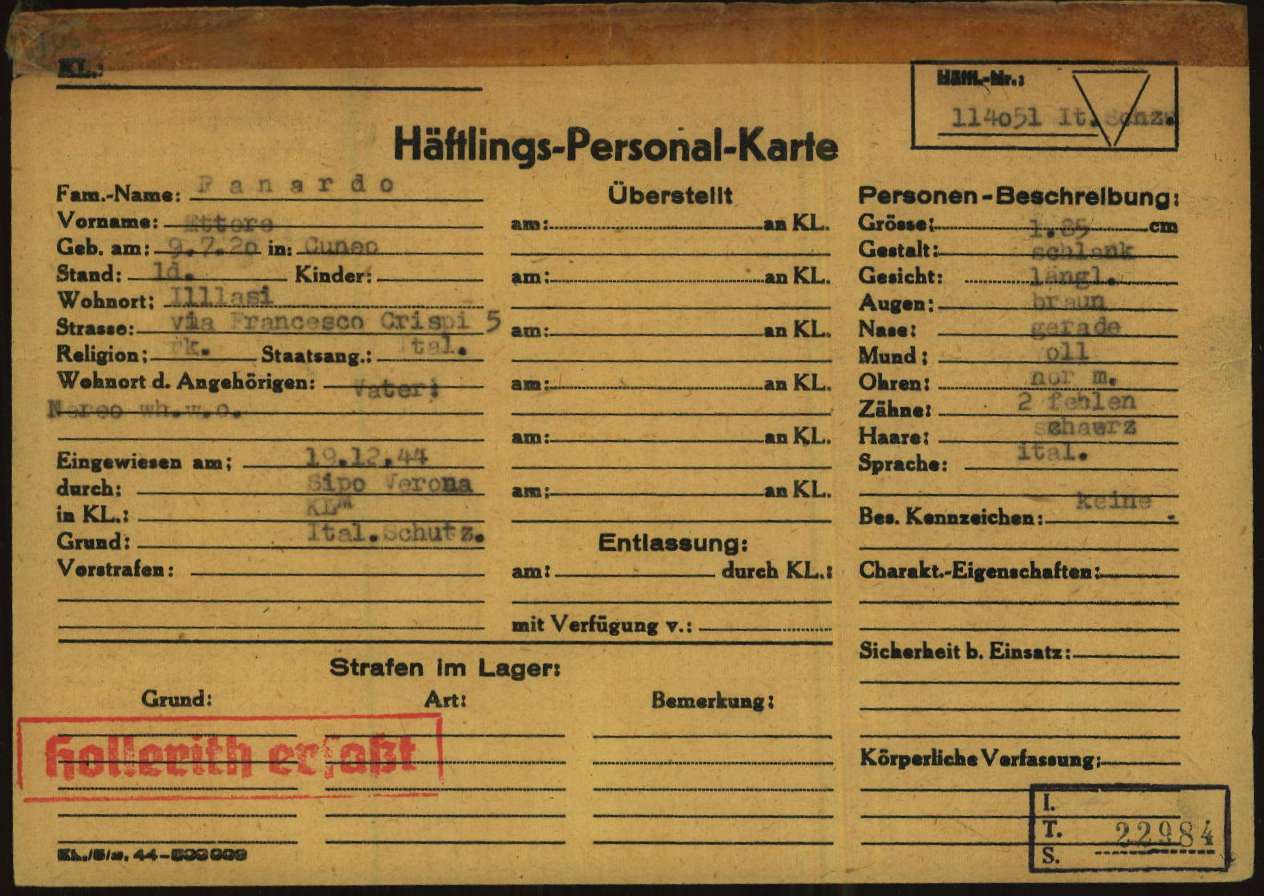 KL.:
Häftl.-Nr.:
114051 It.Schz.
Häftlings-Personal-Karte
Fam.-Name: Fanardo
Vorname: Ettore
Geb. am: 9.7.20 in: Cuneo
Stand: ld. Kinder:
Wohnort: Illlasi
Strasse: via Francesco Crispi 5
Religion: rk. Staatsang.: Ital.
Wohnort d. Angehörigen: Vater:
Nereo wh.w.o.
Eingewiesen am: 19.12.44
durch: Sipo Verona
in KL.: KLM
Grund: Ital.Schutz.
Vorstrafen:
Überstellt
am: an KL.
am: an KL.
am: an KL.
am: an KL.
am: an KL.
am: an KL.
Entlassung:
am: durch KL.:
mit Verfügung v.:
Personen-Beschreibung:
Grösse: 1.85 cm
Gestalt: schlank
Gesicht: längl.
Augen: braun
Nase: gerade
Mund: voll
Ohren: nor m.
Zähne: 2 fehlen
Haare: schawrz
Sprache: ital.
Bes. Kennzeichen: keine
Charakt.-Eigenschaften:
Sicherheit b. Einsatz:
Körperliche Verfassung:
Strafen im Lager:
Grund: Art: Bemerkung:
Hollerith erfaßt
I.
T. 22984
S.